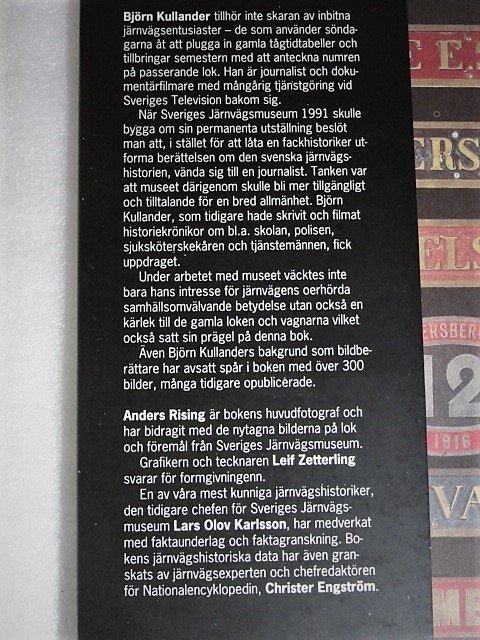 Björn Kullander tillhör inte skaran av inbitna
järnvägsentusiaster – de som använder sönda-
garna åt att plugga in gamla tågtidtabeller och
tillbringar semestern med att anteckna numren
på passerande lok. Han är journalist och doku-
mentärfilmare med mångårig tjänstgöring vid
Sveriges Television bakom sig.
När Sveriges Järnvägsmuseum 1991 skulle
bygga om sin permanenta utställning beslöt
man att, i stället för att låta en fackhistoriker ut-
forma berättelsen om den svenska järnvägs-
historien, vända sig till en journalist. Tanken var
att museet därigenom skulle bli mer tillgängligt
och tilltalande för en bred allmänhet. Björn
Kullander, som tidigare hade skrivit och filmat
historiekrönikor om bl.a. skolan, polisen,
sjuksköterskekåren och tjänstemännen, fick
uppdraget.
Under arbetet med museet väcktes inte
bara hans intresse för järnvägens oerhörda
samhällsomvälvande betydelse utan också en
kärlek till de gamla loken och vagnarna vilket
också satt sin prägel på denna bok.
Även Björn Kullanders bakgrund som bildbe-
rättare har avsatt spår i boken med över 300
bilder, många tidigare opublicerade.
Anders Rising är bokens huvudfotograf och
har bidragit med de nytagna bilderna på lok
och föremål från Sveriges Järnvägsmuseum.
Grafikern och tecknaren Leif Zetterling
svarar för formgivningenn.
En av våra mest kunniga järnvägshistoriker,
den tidigare chefen för Sveriges Järnvägs-
museum Lars Olov Karlsson, har medverkat
med faktaunderlag och faktagranskning. Bo-
kens järnvägshistoriska data har även gran-
skats av järnvägsexperten och chefredaktören
för Nationalencyklopedin, Christer Engström.
E E S
ERS
ELS
ERSBERG
12
1916
VA
ME